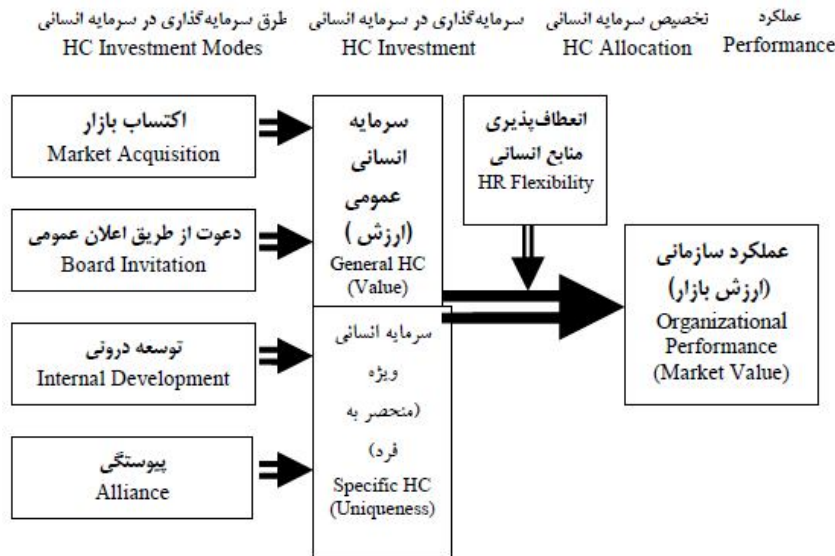 طرق سرمایه‌گذاری در سرمایه انسانی
HC Investment Modes
سرمایه‌گذاری در سرمایه انسانی
HC Investment
تخصیص سرمایه انسانی
HC Allocation
عملکرد
Performance
اکتساب بازار
Market Acquisition
دعوت از طریق اعلان عمومی
Board Invitation
توسعه درونی
Internal Development
پیوستگی
Alliance
سرمایه
انسانی
عمومی
(ارزش )
General HC
(Value)
سرمایه انسانی
ویژه
(منحصر به
فرد)
Specific HC
(Uniqueness)
انعطاف‌پذیری
منابع انسانی
HR Flexibility
عملکرد سازمانی
(ارزش بازار)
Organizational
Performance
(Market Value)